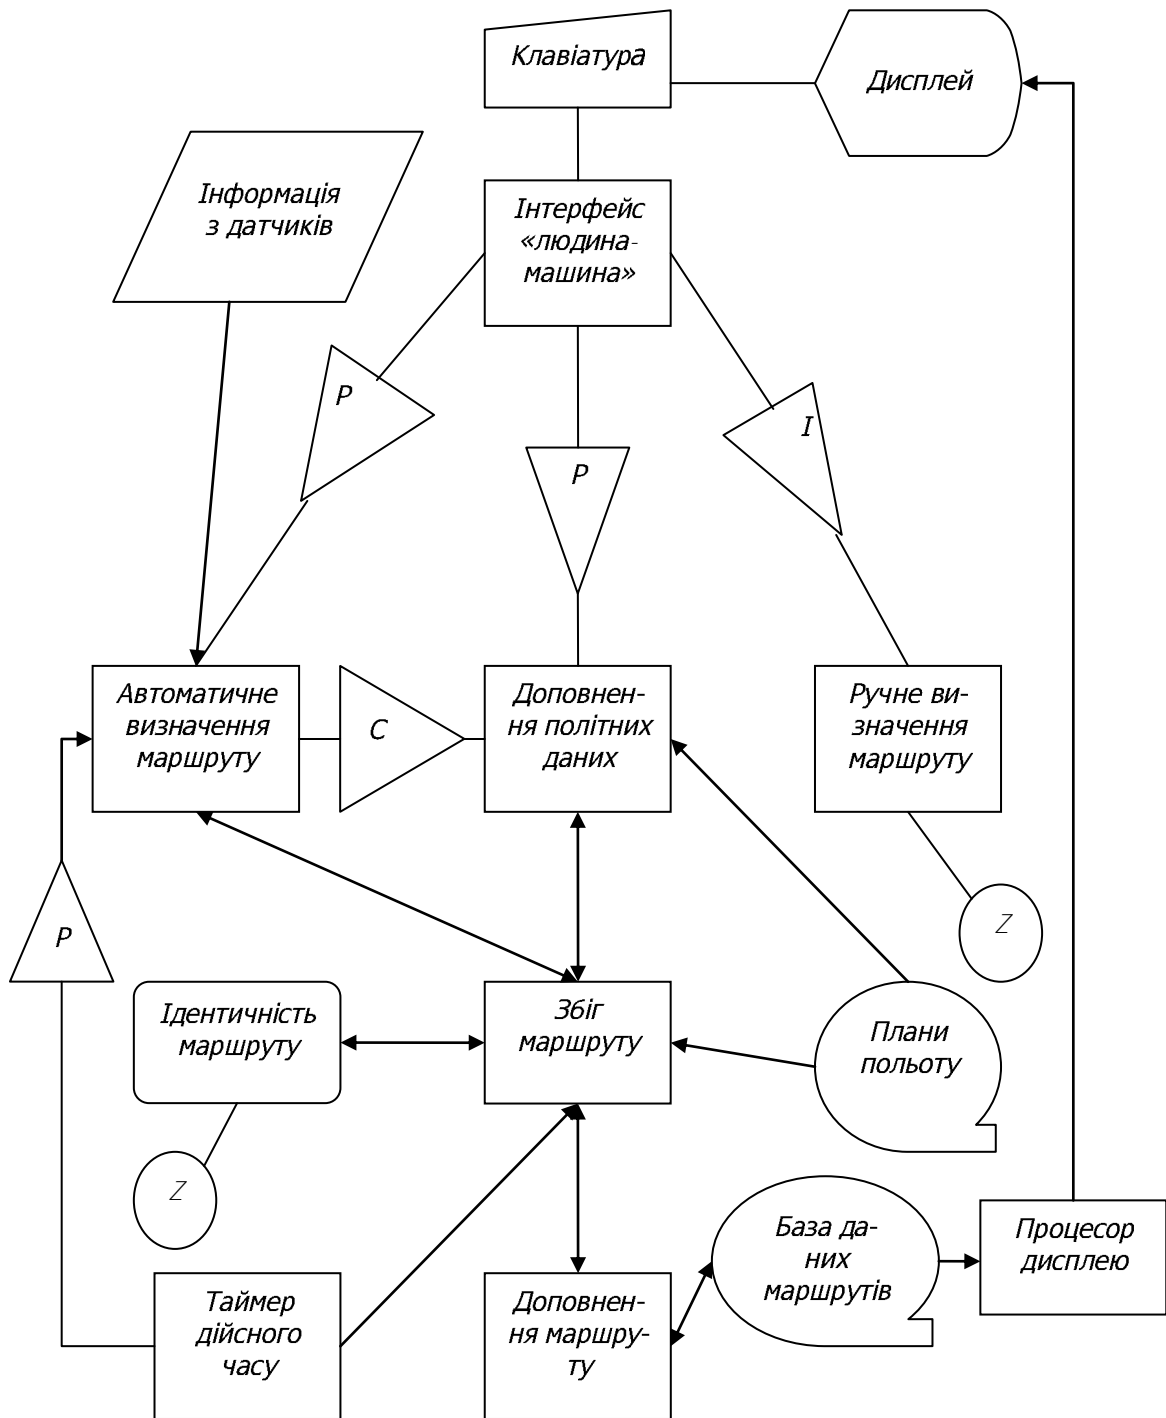 Клавіатура
Дисплей
Інформація
з датчиків
Інтерфейс
«людина-
машина»
P
P
I
Автоматичне
визначення
маршруту
C
Доповнен-
ня політних
даних
Ручне ви-
значення
маршруту
P
Z
Ідентичність
маршруту
Збіг
маршруту
Плани
польоту
Z
База да-
них
маршрутів
Процесор
дисплею
Таймер
дійсного
часу
Доповнен-
ня маршру-
ту